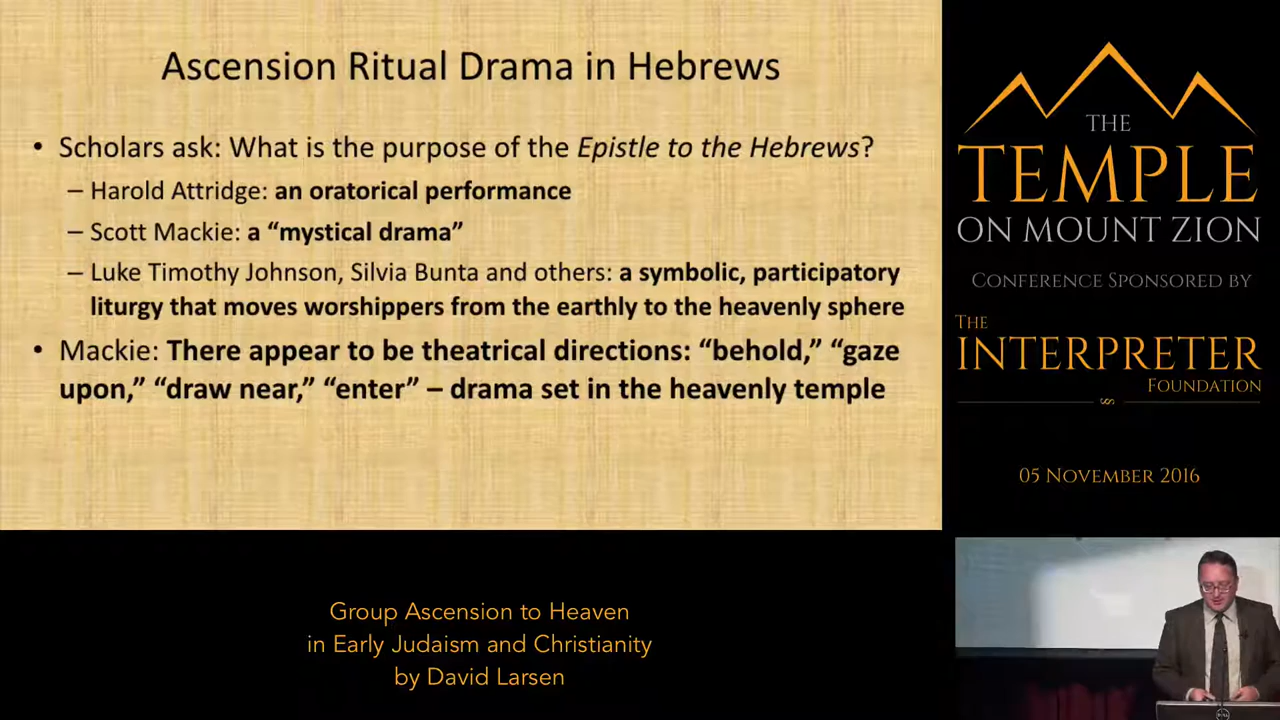 Ascension Ritual Drama in Hebrews
• Scholars ask: What is the purpose of the Epistle to the Hebrews?
– Harold Attridge: an oratorical performance
– Scott Mackie: a “mystical drama”
– Luke Timothy Johnson, Silvia Bunta and others: a symbolic, participatory
liturgy that moves worshippers from the earthly to the heavenly sphere
• Mackie: There appear to be theatrical directions: “behold,” “gaze
upon,” “draw near,” “enter” – drama set in the heavenly temple
THE
TEMPLE
ON MOUNT ZION
CONFERENCE SPONSORED BY
THE
INTERPRETER
FOUNDATION
05 NOVEMBER 2016
Group Ascension to Heaven
in Early Judaism and Christianity
by David Larsen